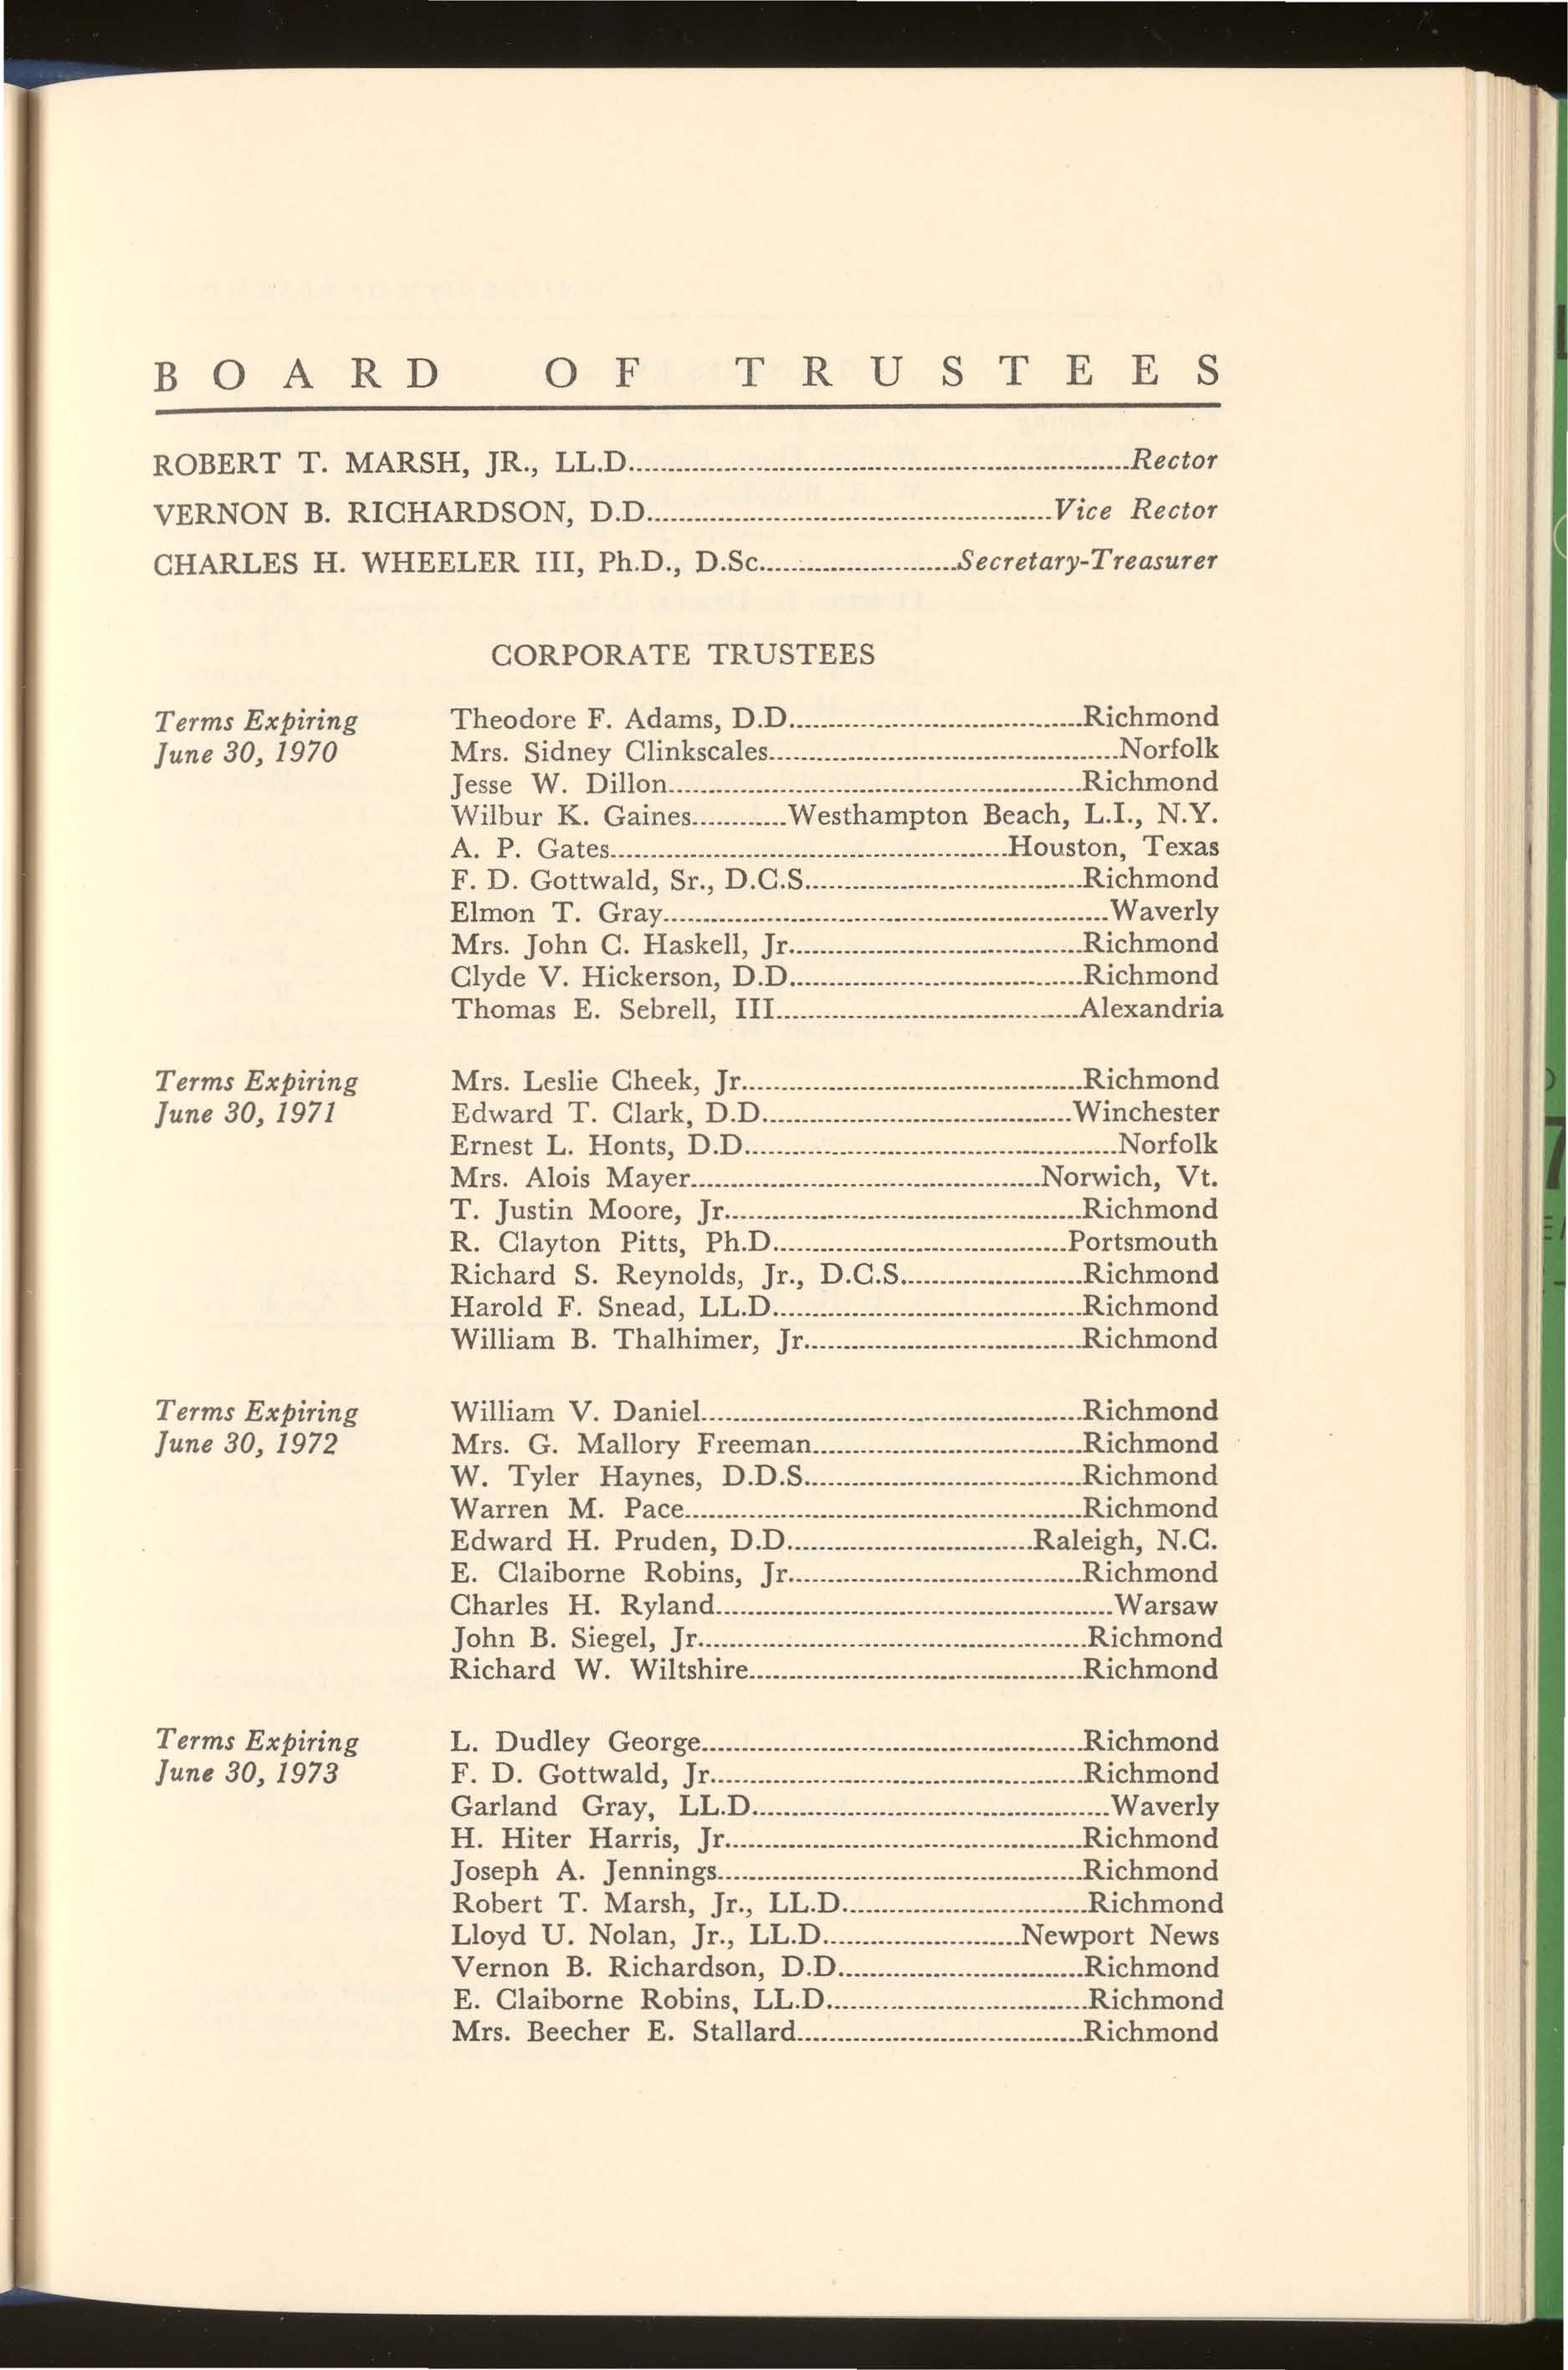 BOARD OF TRUSTEES
ROBERT T. MARSH, JR., LL.D. Rector
VERNON B. RICHARDSON, D.D. Vice Rector
CHARLES H. WHEELER III, Ph.D., D.Sc. Secretary-Treasurer
CORPORATE TRUSTEES
Terms Expiring Theodore F. Adams, D.D. Richmond
June 30, 1970 Mrs. Sidney Clinkscales Norfolk
Jesse W. Dillon Richmond
Wilbur K. Gaines Westhampton Beach, L.I., N.Y.
A. P. Gates Houston, Texas
F. D. Gottwald, Sr., D.C.S. Richmond
Elmon T. Gray Waverly
Mrs. John C. Haskell, Jr. Richmond
Clyde V. Hickerson, D.D. Richmond
Thomas E. Sebrell, III Alexandria
Terms Expiring Mrs. Leslie Cheek, Jr. Richmond
June 30, 1971 Edward T. Clark, D.D. Winchester
Ernest L. Honts, D.D. Norfolk
Mrs. Alois Mayer Norwich, Vt.
T. Justin Moore, Jr. Richmond
R. Clayton Pitts, Ph.D. Portsmouth
Richard S. Reynolds, Jr., D.C.S. Richmond
Harold F. Snead, LL.D. Richmond
William B. Thalhimer, Jr. Richmond
Terms Expiring William V. Daniel Richmond
June 30, 1972 Mrs. G. Mallory Freeman Richmond
W. Tyler Haynes, D.D.S. Richmond
Warren M. Pace Richmond
Edward H. Pruden, D.D. Raleigh, N.C.
E. Claiborne Robins, Jr. Richmond
Charles H. Ryland Warsaw
John B. Siegel, Jr. Richmond
Richard W. Wiltshire Richmond
Terms Expiring L. Dudley George Richmond
June 30, 1973 F. D. Gottwald, Jr. Richmond
Garland Gray, LL.D. Waverly
H. Hiter Harris, Jr. Richmond
Joseph A. Jennings Richmond
Robert T. Marsh, Jr., LL.D. Richmond
Lloyd U. Nolan, Jr., LL.D. Newport News
Vernon B. Richardson, D.D. Richmond
E. Claiborne Robins, LL.D. Richmond
Mrs. Beecher E. Stallard Richmond